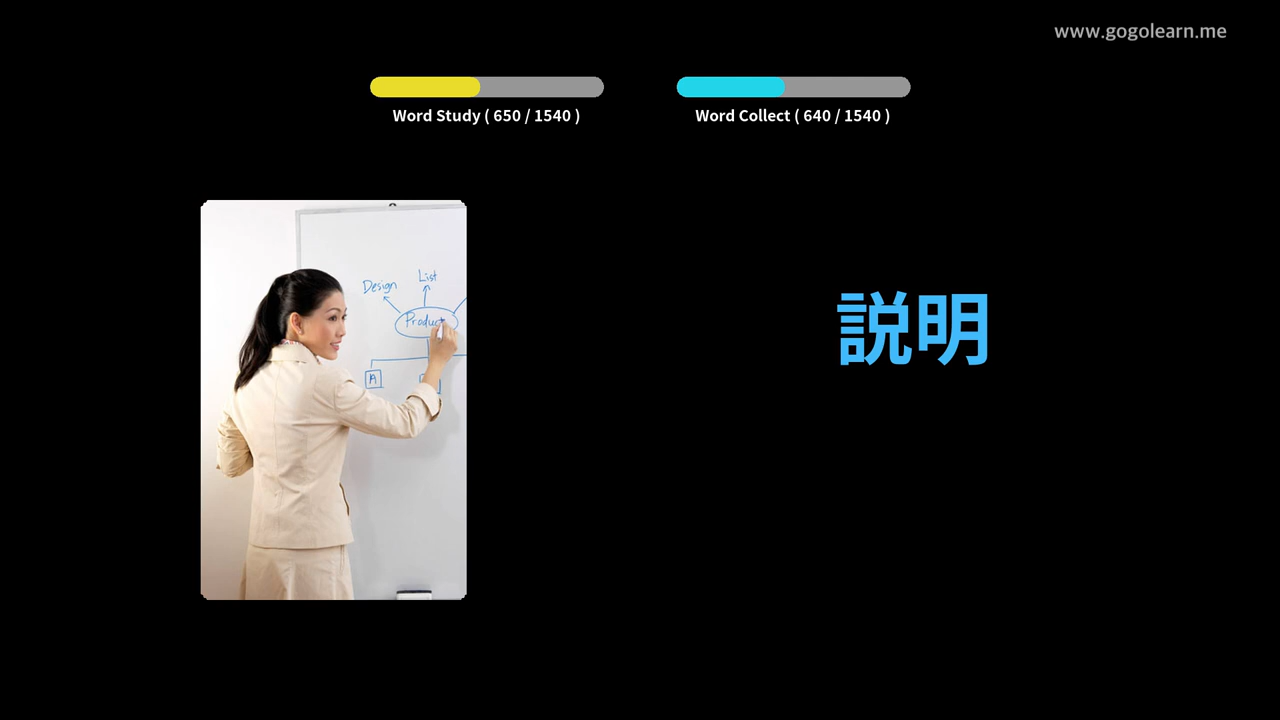 www.gogolearn.me
Word Study ( 650 / 1540 )
Word Collect ( 640 / 1540 )
List
Design
Product
A
説明